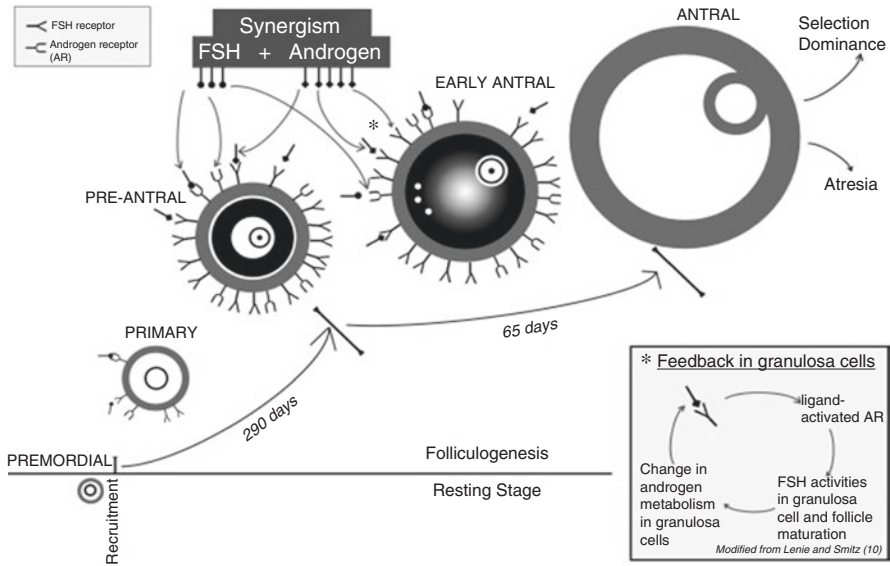 FSH receptor
Androgen receptor
(AR)
Synergism
FSH + Androgen
ANTRAL
Selection
Dominance
EARLY ANTRAL
*
PRE-ANTRAL
Atresia
65 days
PRIMARY
290 days
* Feedback in granulosa cells
ligand-
activated AR
FSH activities
in granulosa
cell and follicle
maturation
Change in
androgen
metabolism
in granulosa
cells
Modified from Lenie and Smitz (10)
PREMORDIAL
Folliculogenesis
Resting Stage
Recruitment